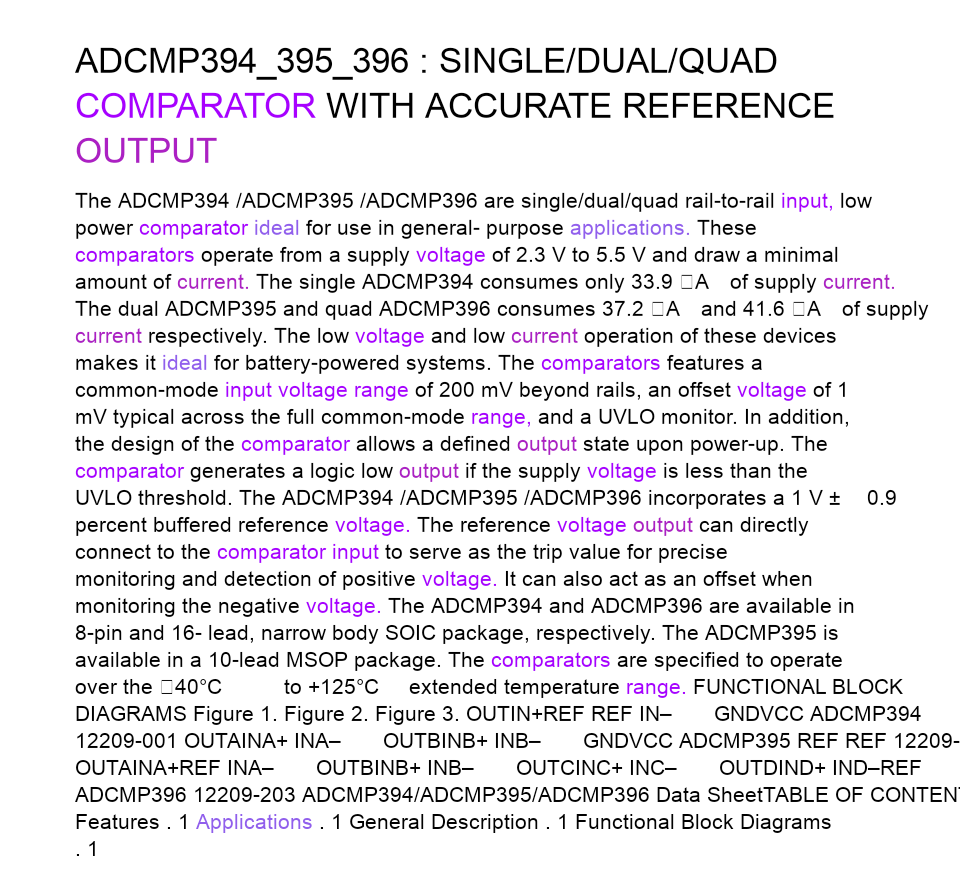 ADCMP394_395_396 : SINGLE/DUAL/QUAD
COMPARATOR WITH ACCURATE REFERENCE
OUTPUT
The ADCMP394 /ADCMP395 /ADCMP396 are single/dual/quad rail-to-rail input, low
power comparator ideal for use in general- purpose applications. These
comparators operate from a supply voltage of 2.3 V to 5.5 V and draw a minimal
amount of current. The single ADCMP394 consumes only 33.9 □A of supply current.
The dual ADCMP395 and quad ADCMP396 consumes 37.2 □A and 41.6 □A of supply
current respectively. The low voltage and low current operation of these devices
makes it ideal for battery-powered systems. The comparators features a
common-mode input voltage range of 200 mV beyond rails, an offset voltage of 1
mV typical across the full common-mode range, and a UVLO monitor. In addition,
the design of the comparator allows a defined output state upon power-up. The
comparator generates a logic low output if the supply voltage is less than the
UVLO threshold. The ADCMP394 /ADCMP395 /ADCMP396 incorporates a 1 V ± 0.9
percent buffered reference voltage. The reference voltage output can directly
connect to the comparator input to serve as the trip value for precise
monitoring and detection of positive voltage. It can also act as an offset when
monitoring the negative voltage. The ADCMP394 and ADCMP396 are available in
8-pin and 16- lead, narrow body SOIC package, respectively. The ADCMP395 is
available in a 10-lead MSOP package. The comparators are specified to operate
over the □40°C to +125°C extended temperature range. FUNCTIONAL BLOCK
DIAGRAMS Figure 1. Figure 2. Figure 3. OUTIN+REF REF IN– GNDVCC ADCMP394
12209-001 OUTAINA+ INA– OUTBINB+ INB– GNDVCC ADCMP395 REF REF 12209-
OUTAINA+REF INA– OUTBINB+ INB– OUTCINC+ INC– OUTDIND+ IND–REF
ADCMP396 12209-203 ADCMP394/ADCMP395/ADCMP396 Data SheetTABLE OF CONTEN
Features . 1 Applications . 1 General Description . 1 Functional Block Diagrams
. 1